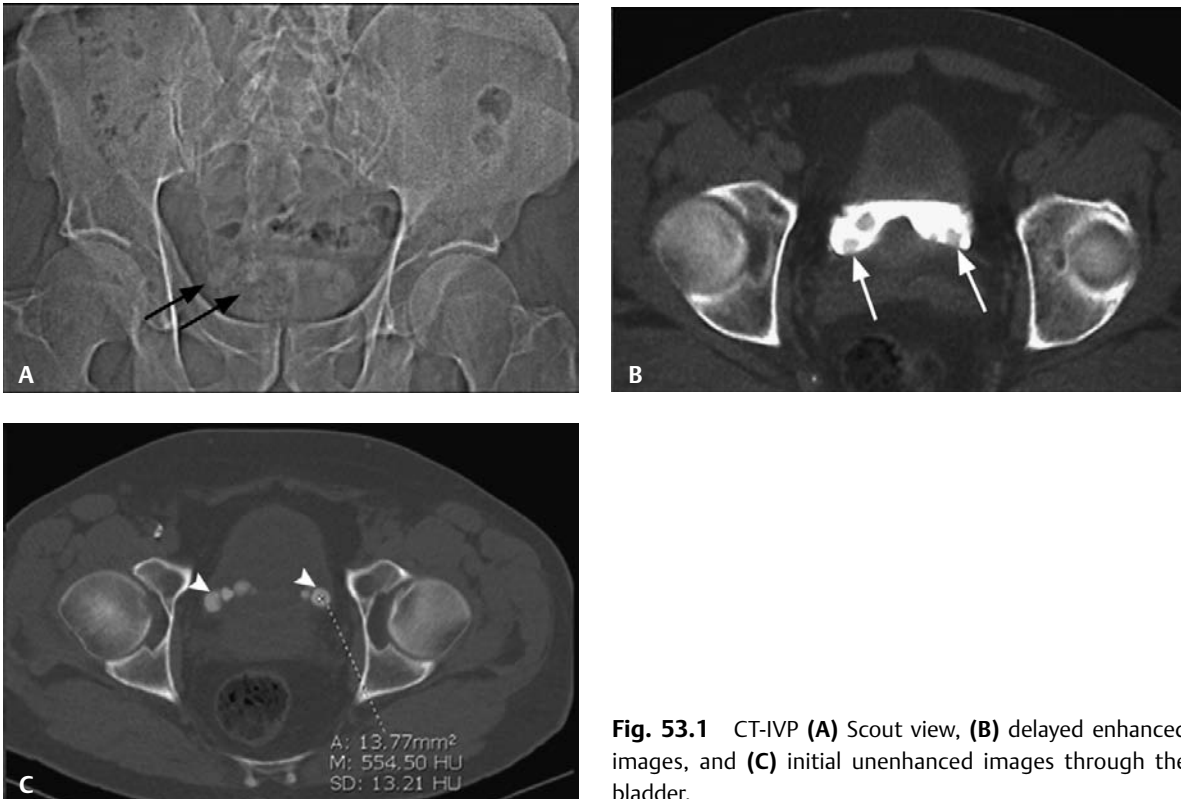 A
B
A: 13.77mm²
M: 554.50 HU
SD: 13.21 HU
C
Fig. 53.1 CT-IVP (A) Scout view, (B) delayed enhanced
images, and (C) initial unenhanced images through the
bladder.